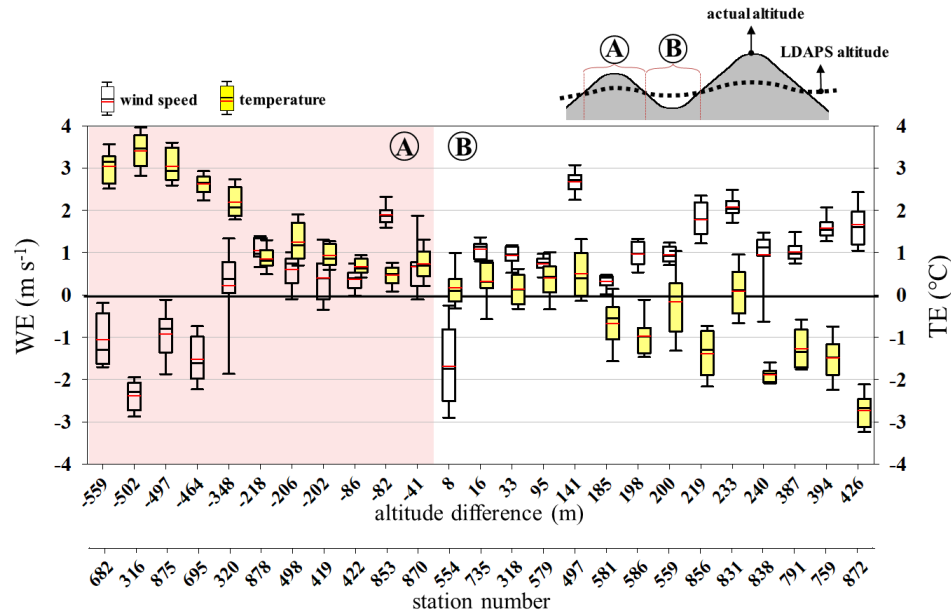 actual altitude
A
B
LDAPS altitude
wind speed
temperature
4
3
2
1
0
-1
-2
-3
-4
WE (m s-1)
A
B
4
3
2
1
0
-1
-2
-3
-4
TE (℃)
-559 -502 -497 -464 -348 -218 -206 -202 -86 -82 -41 8 16 33 95 141 185 198 200 219 233 240 387 394 426
altitude difference (m)
682 316 875 695 320 878 498 419 422 853 870 554 735 318 579 497 581 586 559 856 831 838 791 759 872
station number